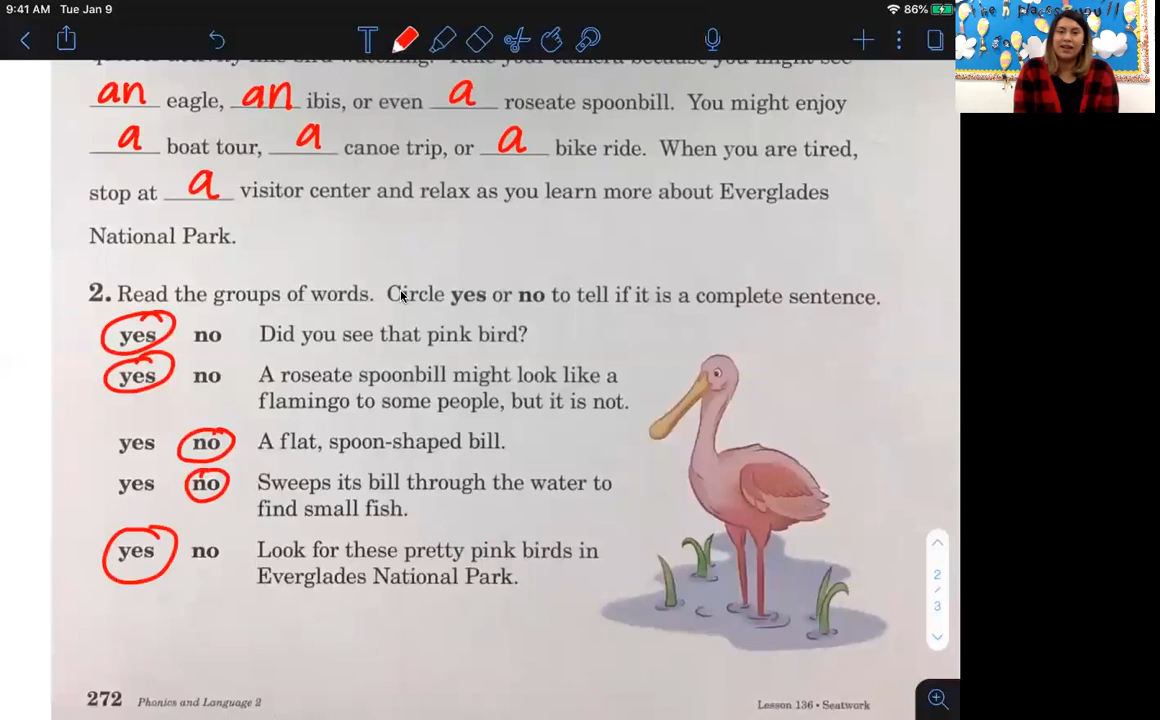 9:41 AM Tue Jan 9
86%
an eagle, an ibis, or even a roseate spoonbill. You might enjoy
a boat tour, a canoe trip, or a bike ride. When you are tired,
stop at a visitor center and relax as you learn more about Everglades
National Park.
2. Read the groups of words. Circle yes or no to tell if it is a complete sentence.
yes no Did you see that pink bird?
yes no A roseate spoonbill might look like a
flamingo to some people, but it is not.
yes no A flat, spoon-shaped bill.
yes no Sweeps its bill through the water to
find small fish.
yes no Look for these pretty pink birds in
Everglades National Park.
2
/
3
272 Phonics and Language 2
Lesson 136 • Seatwork